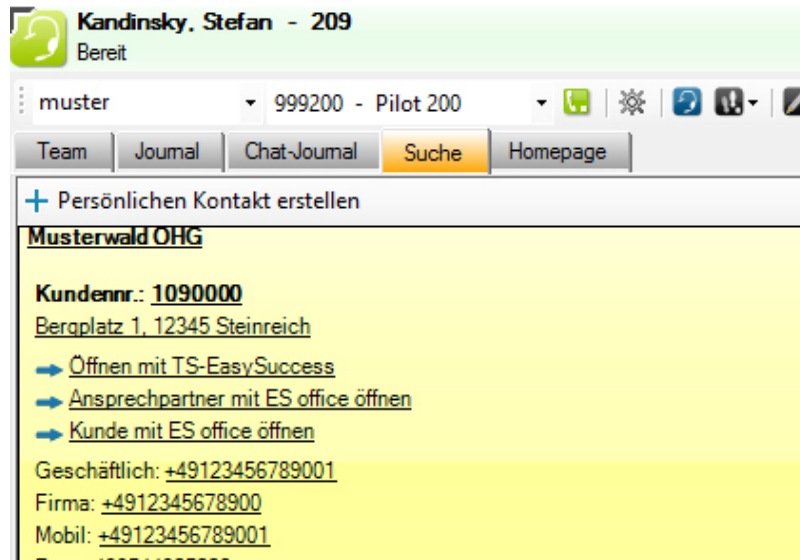 Kandinsky, Stefan - 209
Bereit
muster 999200 - Pilot 200
Team Journal Chat-Journal Suche Homepage
+ Persönlichen Kontakt erstellen
Musterwald OHG
Kundennr.: 1090000
Bergplatz 1, 12345 Steinreich
Öffnen mit TS-EasySuccess
Ansprechpartner mit ES office öffnen
Kunde mit ES office öffnen
Geschäftlich: +49123456789001
Firma: +4912345678900
Mobil: +49123456789001